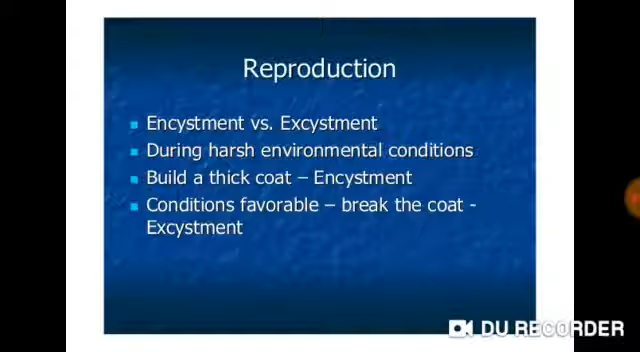 Reproduction
Encystment vs. Excystment
During harsh environmental conditions
Build a thick coat – Encystment
Conditions favorable – break the coat -
Excystment
DU RECORDER